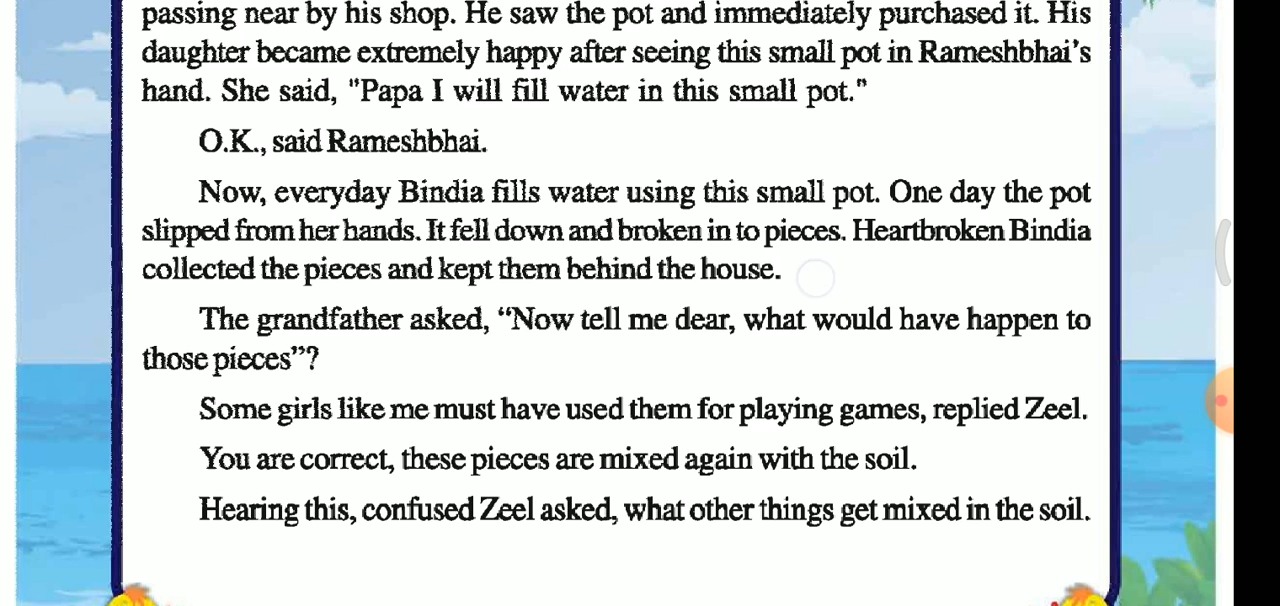 passing near by his shop. He saw the pot and immediately purchased it. His
daughter became extremely happy after seeing this small pot in Rameshbhai's
hand. She said, "Papa I will fill water in this small pot."
O.K., said Rameshbhai.
Now, everyday Bindia fills water using this small pot. One day the pot
slipped from her hands. It fell down and broken in to pieces. Heartbroken Bindia
collected the pieces and kept them behind the house.
The grandfather asked, “Now tell me dear, what would have happen to
those pieces”?
Some girls like me must have used them for playing games, replied Zeel.
You are correct, these pieces are mixed again with the soil.
Hearing this, confused Zeel asked, what other things get mixed in the soil.